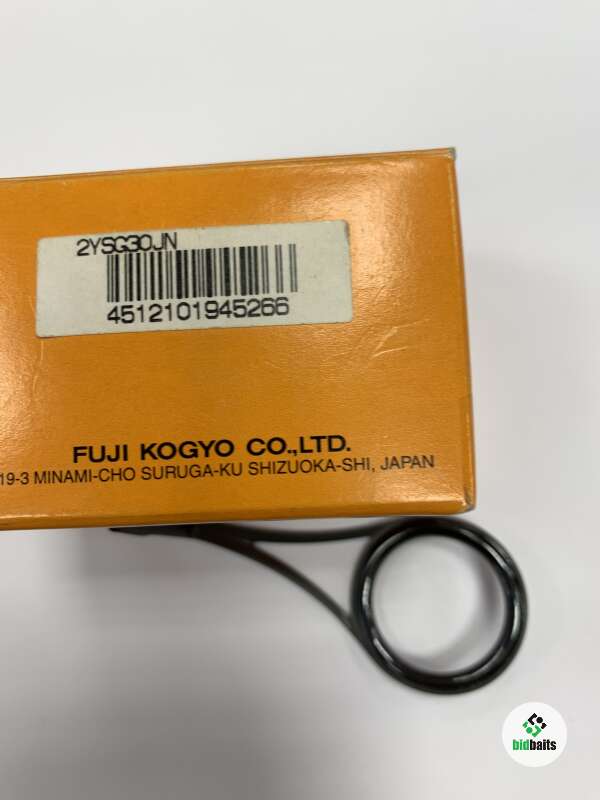 2YSG30JN
4512101945266
FUJI KOGYO CO.,LTD.
19-3 MINAMI-CHO SURUGA-KU SHIZUOKA-SHI, JAPAN
bidbaits